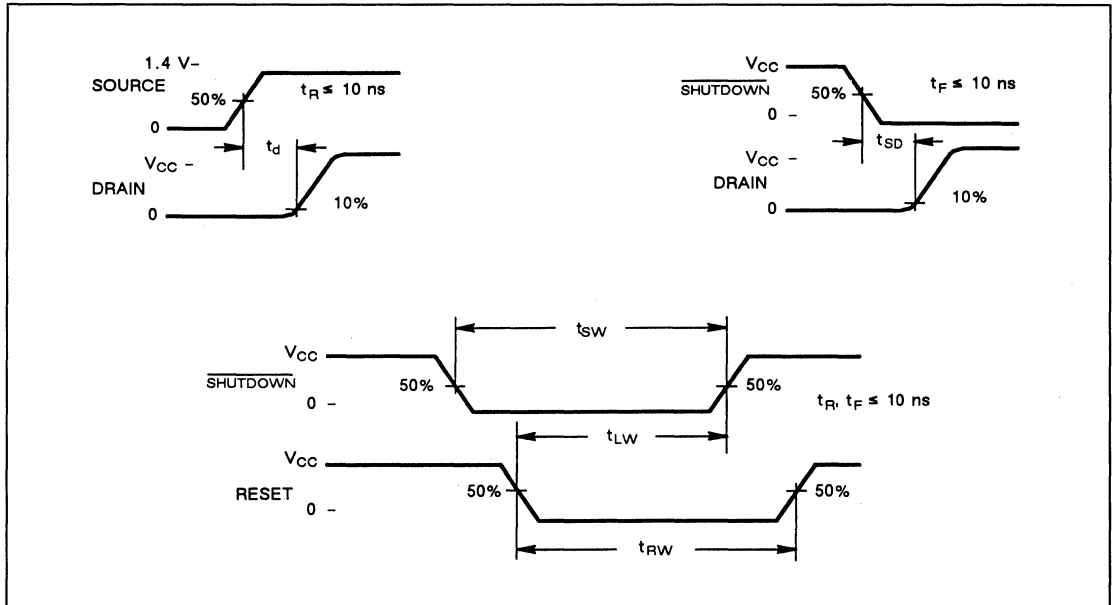 1.4 V–
SOURCE
50%
t_R ≤ 10 ns
0
t_d
V_CC –
DRAIN
0
10%
V_CC
SHUTDOWN
50%
t_F ≤ 10 ns
0 –
t_SD
V_CC –
DRAIN
0
10%
t_SW
V_CC
SHUTDOWN
50%
50%
0 –
t_R, t_F ≤ 10 ns
t_LW
V_CC
RESET
50%
50%
0 –
t_RW